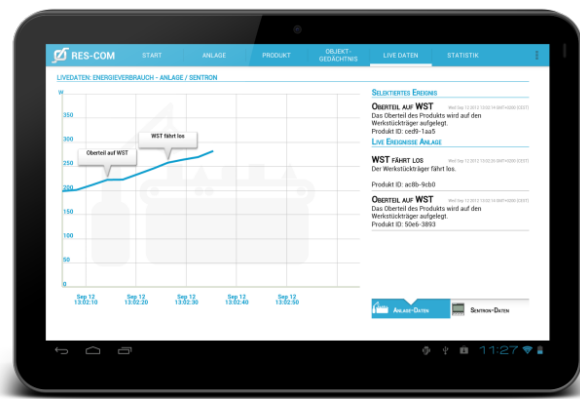 RES-COM
START
ANLAGE
PRODUKT
OBJEKT-
GEDÄCHTNIS
LIVE DATEN
STATISTIK
LIVEDATEN: ENERGIEVERBRAUCH - ANLAGE / SENTRON
W
350
300
250
200
150
100
50
0
Oberteil auf WST
WST fährt los
Sep 12
13:02:10
Sep 12
13:02:20
Sep 12
13:02:30
Sep 12
13:02:40
Sep 12
13:02:50
SELEKTIERTES EREIGNIS
OBERTEIL AUF WST
Das Oberteil des Produkts wird auf den
Werkstückträger aufgelegt.
Produkt ID: ced9-1aa5
LIVE EREIGNISSE ANLAGE
WST FÄHRT LOS
Der Werkstückträger fährt los.
Produkt ID: ac8b-9cb0
OBERTEIL AUF WST
Das Oberteil des Produkts wird auf den
Werkstückträger aufgelegt.
Produkt ID: 50e6-3893
ANLAGE-DATEN
SENTRON-DATEN
11:27